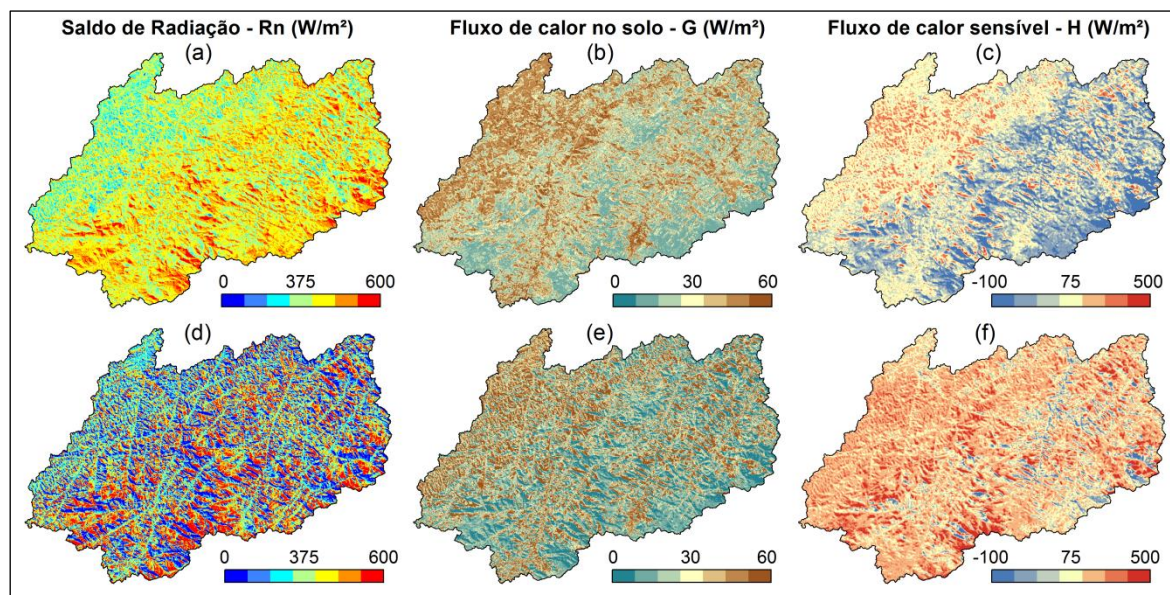 Saldo de Radiação - Rn (W/m²) Fluxo de calor no solo - G (W/m²) Fluxo de calor sensível - H (W/m²)
(a) (b) (c)
0 375 600 0 30 60 -100 75 500
(d) (e) (f)
0 375 600 0 30 60 -100 75 500